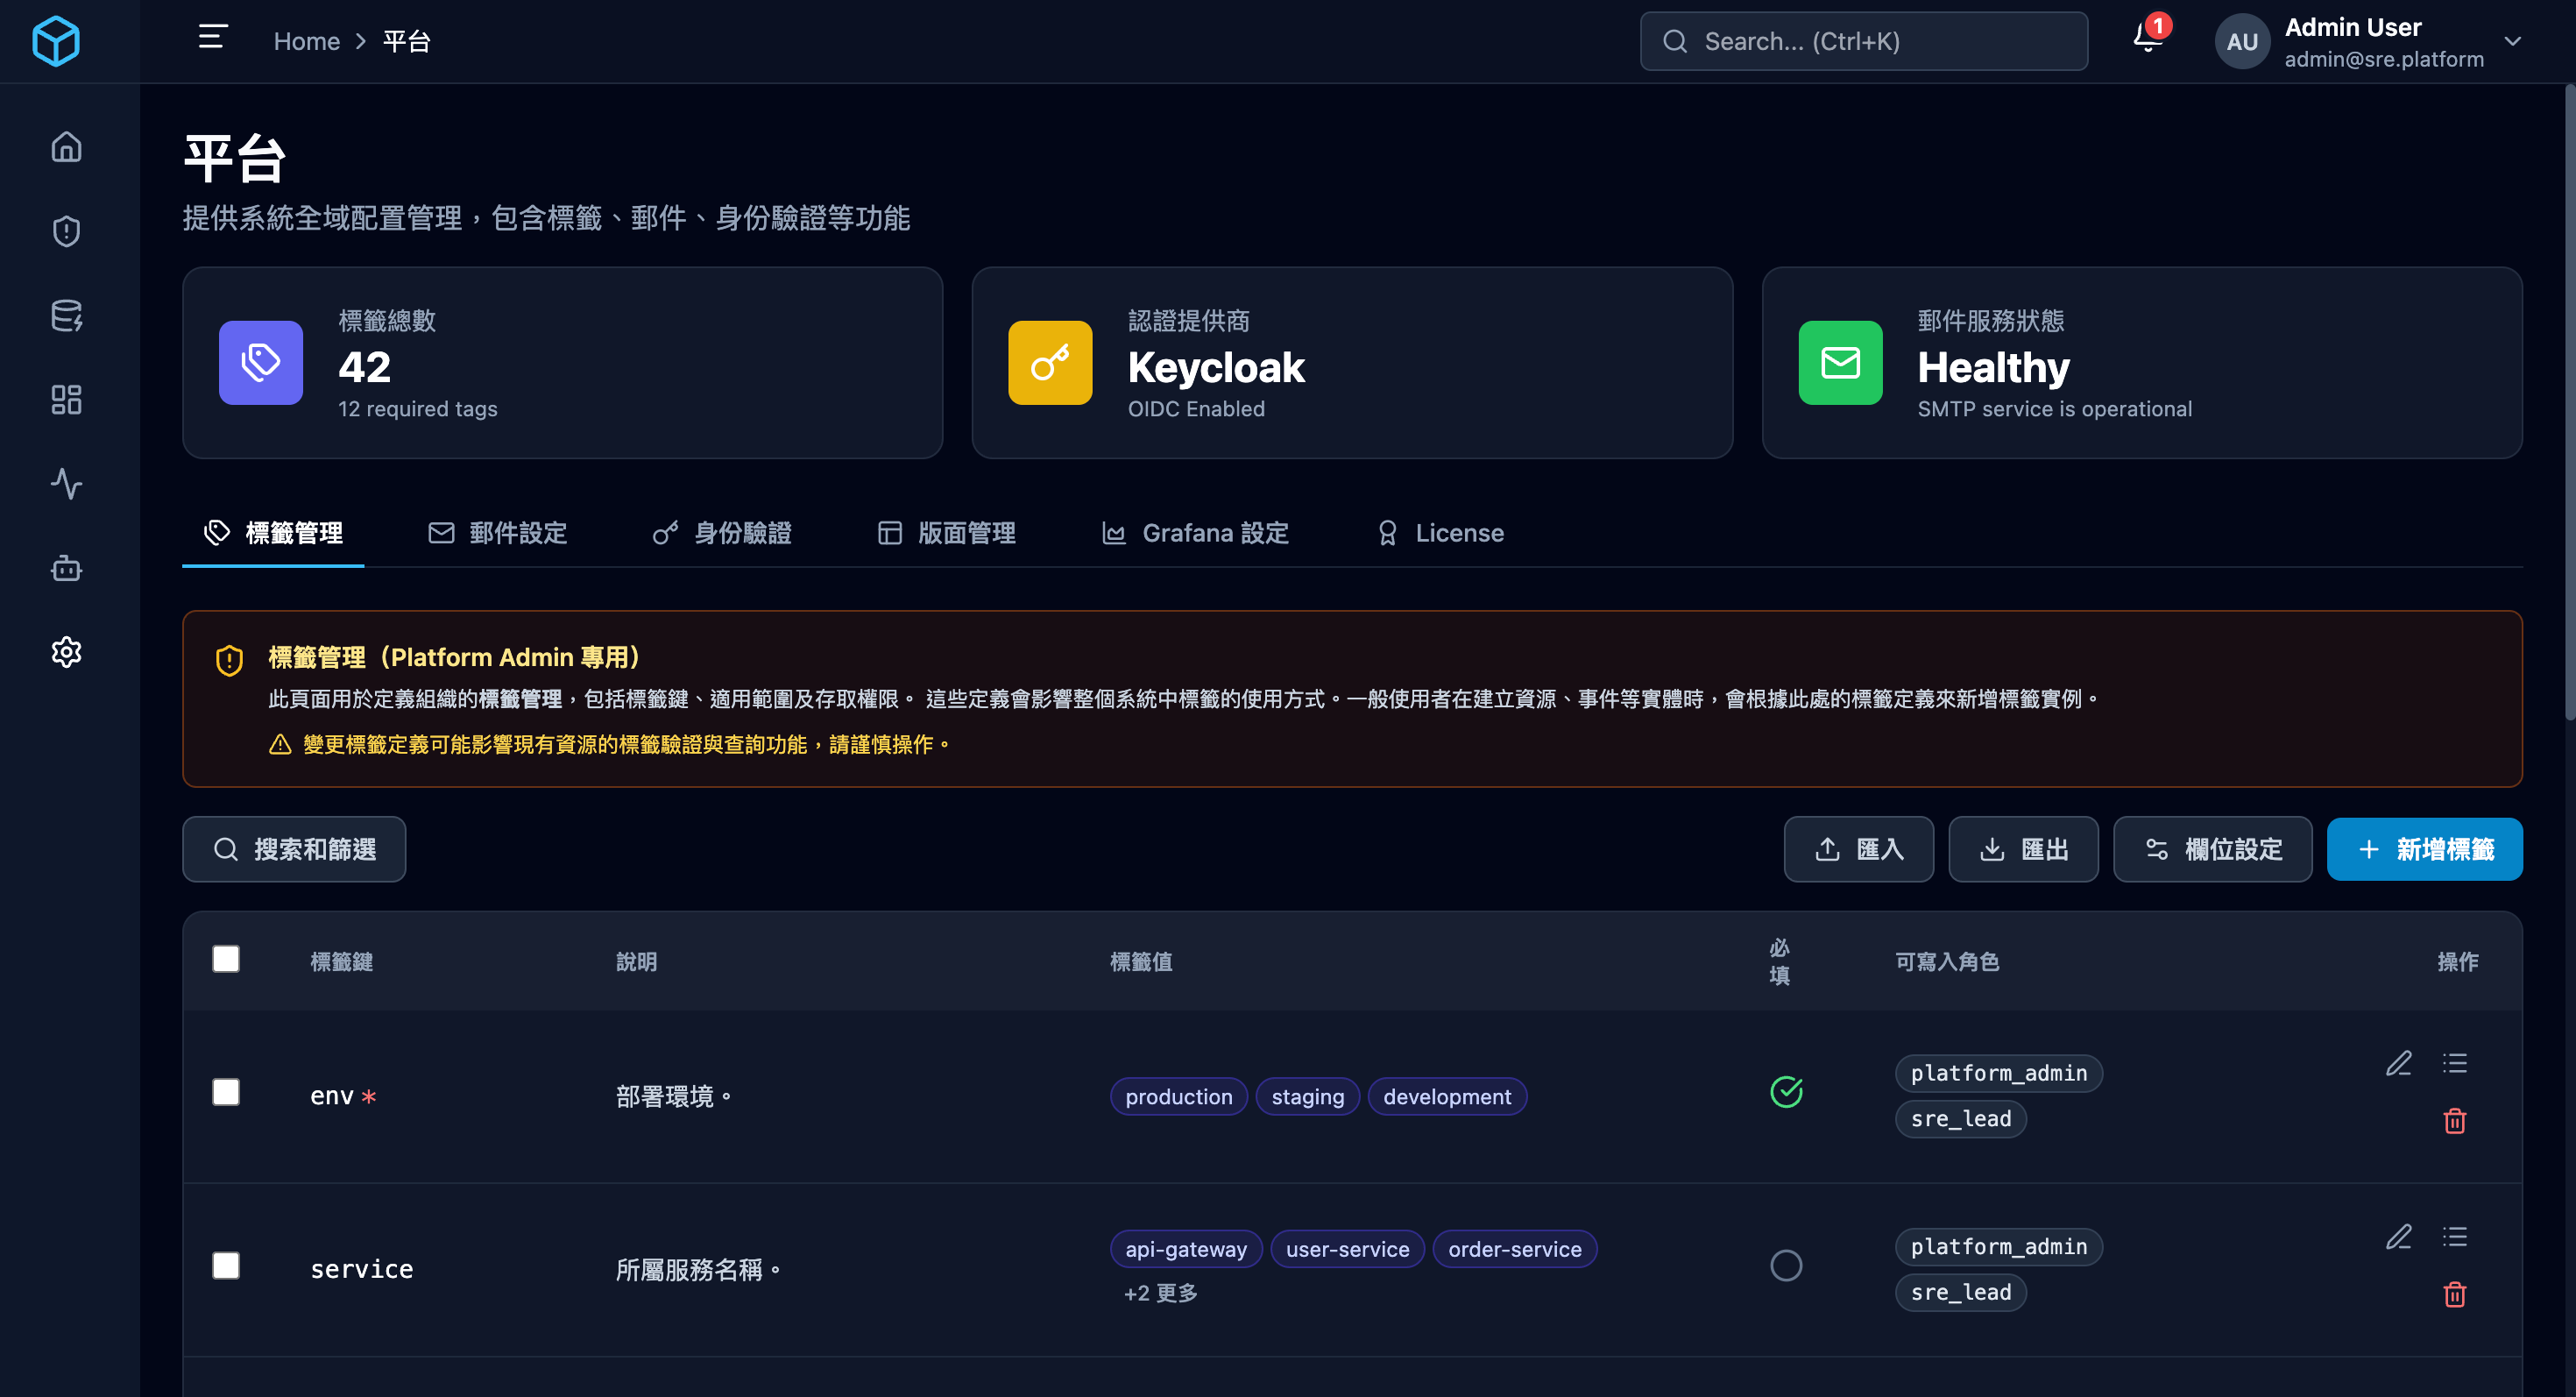 Home > 平台
Search... (Ctrl+K)
1
AU
Admin User
admin@sre.platform
平台
提供系統全域配置管理，包含標籤、郵件、身份驗證等功能
標籤總數
42
12 required tags
認證提供商
Keycloak
OIDC Enabled
郵件服務狀態
Healthy
SMTP service is operational
標籤管理
郵件設定
身份驗證
版面管理
Grafana 設定
License
標籤管理（Platform Admin 專用）
此頁面用於定義組織的標籤管理，包括標籤鍵、適用範圍及存取權限。 這些定義會影響整個系統中標籤的使用方式。一般使用者在建立資源、事件等實體時，會根據此處的標籤定義來新增標籤實例。
變更標籤定義可能影響現有資源的標籤驗證與查詢功能，請謹慎操作。
搜索和篩選
匯入
匯出
欄位設定
新增標籤
標籤鍵
說明
標籤值
必填
可寫入角色
操作
env *
部署環境。
production
staging
development
platform_admin
sre_lead
service
所屬服務名稱。
api-gateway
user-service
order-service
+2 更多
platform_admin
sre_lead